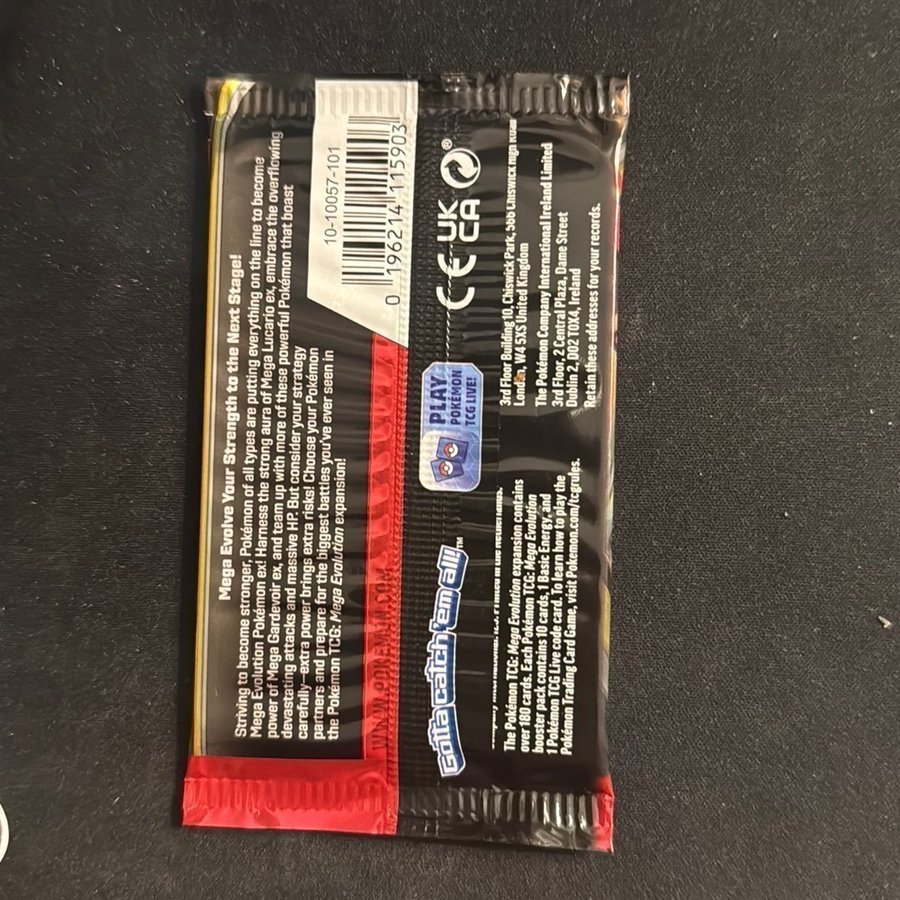 Mega Evolve Your Strength to the Next Stage!
Striving to become stronger, Pokémon of all types are putting everything on the line to become
Mega Evolution Pokémon ex! Harness the strong aura of Mega Lucario ex, embrace the overflowing
power of Mega Gardevoir ex, and team up with more of these powerful Pokémon that boast
devastating attacks and massive HP. But consider your strategy
carefully—extra power brings extra risks! Choose your Pokémon
partners and prepare for the biggest battles you've ever seen in
the Pokémon TCG: Mega Evolution expansion!
10-10057-101
0 196214 115903
WWW.POKEMON.COM
Gotta catch 'em all!™
PLAY
POKÉMON
TCG LIVE!
CE
UK
CA
®
The Pokémon TCG: Mega Evolution expansion contains
over 180 cards. Each Pokémon TCG: Mega Evolution
booster pack contains 10 cards, 1 Basic Energy, and
1 Pokémon TCG Live code card. To learn how to play the
Pokémon Trading Card Game, visit Pokemon.com/tcgrules.
3rd Floor Building 10, Chiswick Park, 566 Chiswick High Road
London, W4 5XS United Kingdom
The Pokémon Company International Ireland Limited
3rd Floor, 2 Central Plaza, Dame Street
Dublin 2, D02 T0X4, Ireland
Retain these addresses for your records.